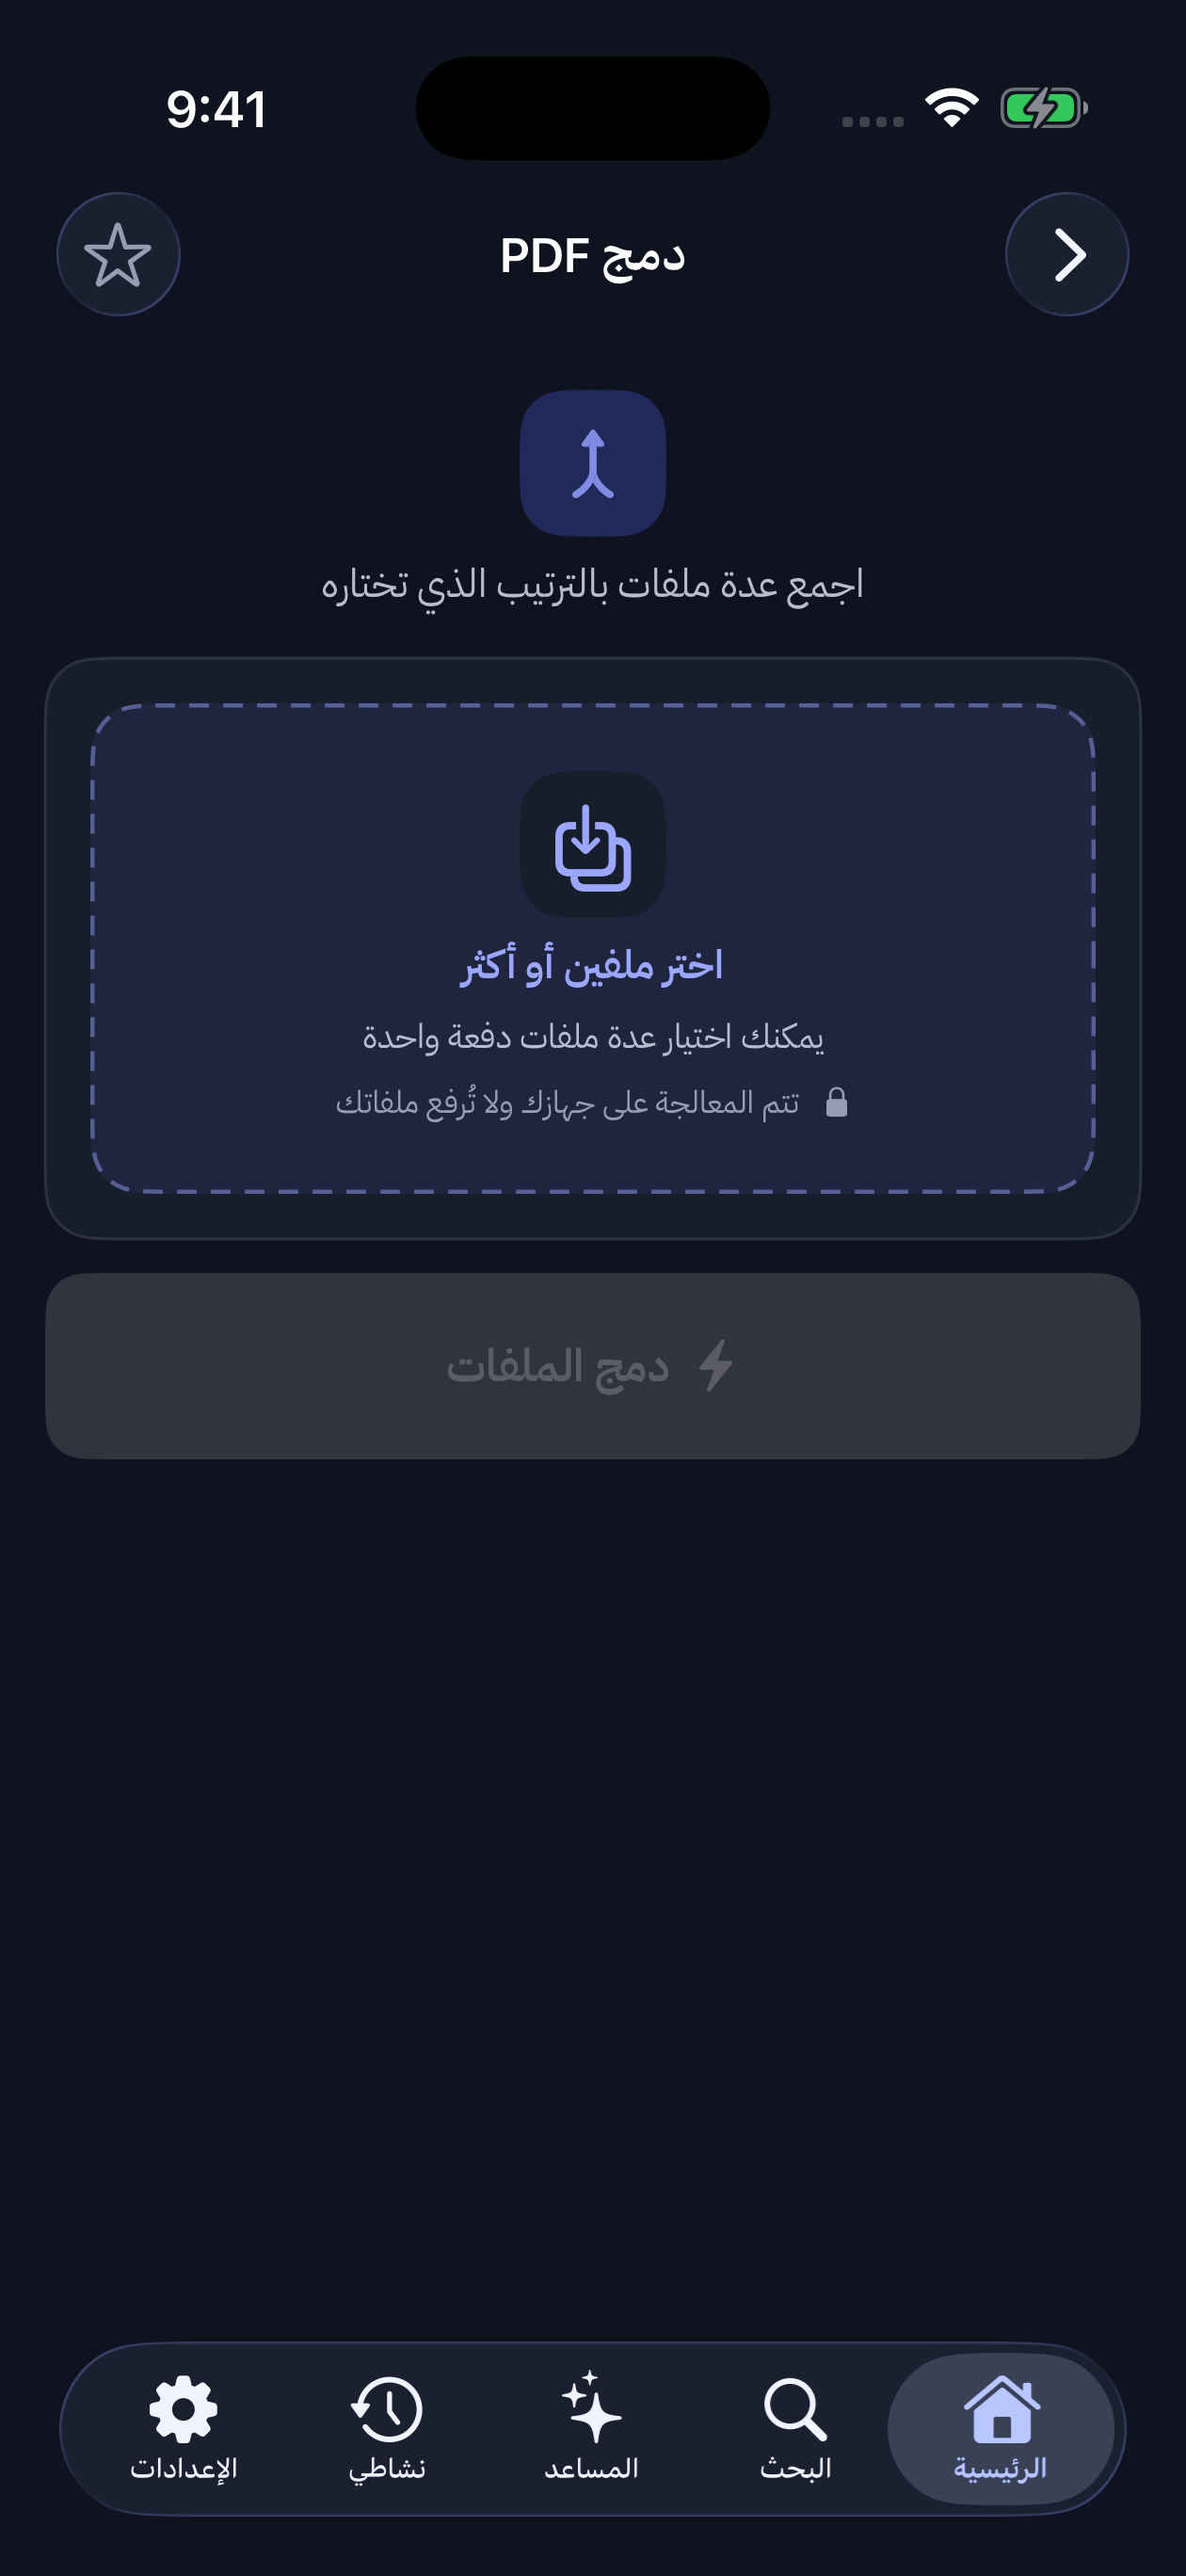 9:41
دمج PDF
اجمع عدة ملفات بالترتيب الذي تختاره
اختر ملفين أو أكثر
يمكنك اختيار عدة ملفات دفعة واحدة
تتم المعالجة على جهازك ولا تُرفع ملفاتك
دمج الملفات
الرئيسية
البحث
المساعد
نشاطي
الإعدادات